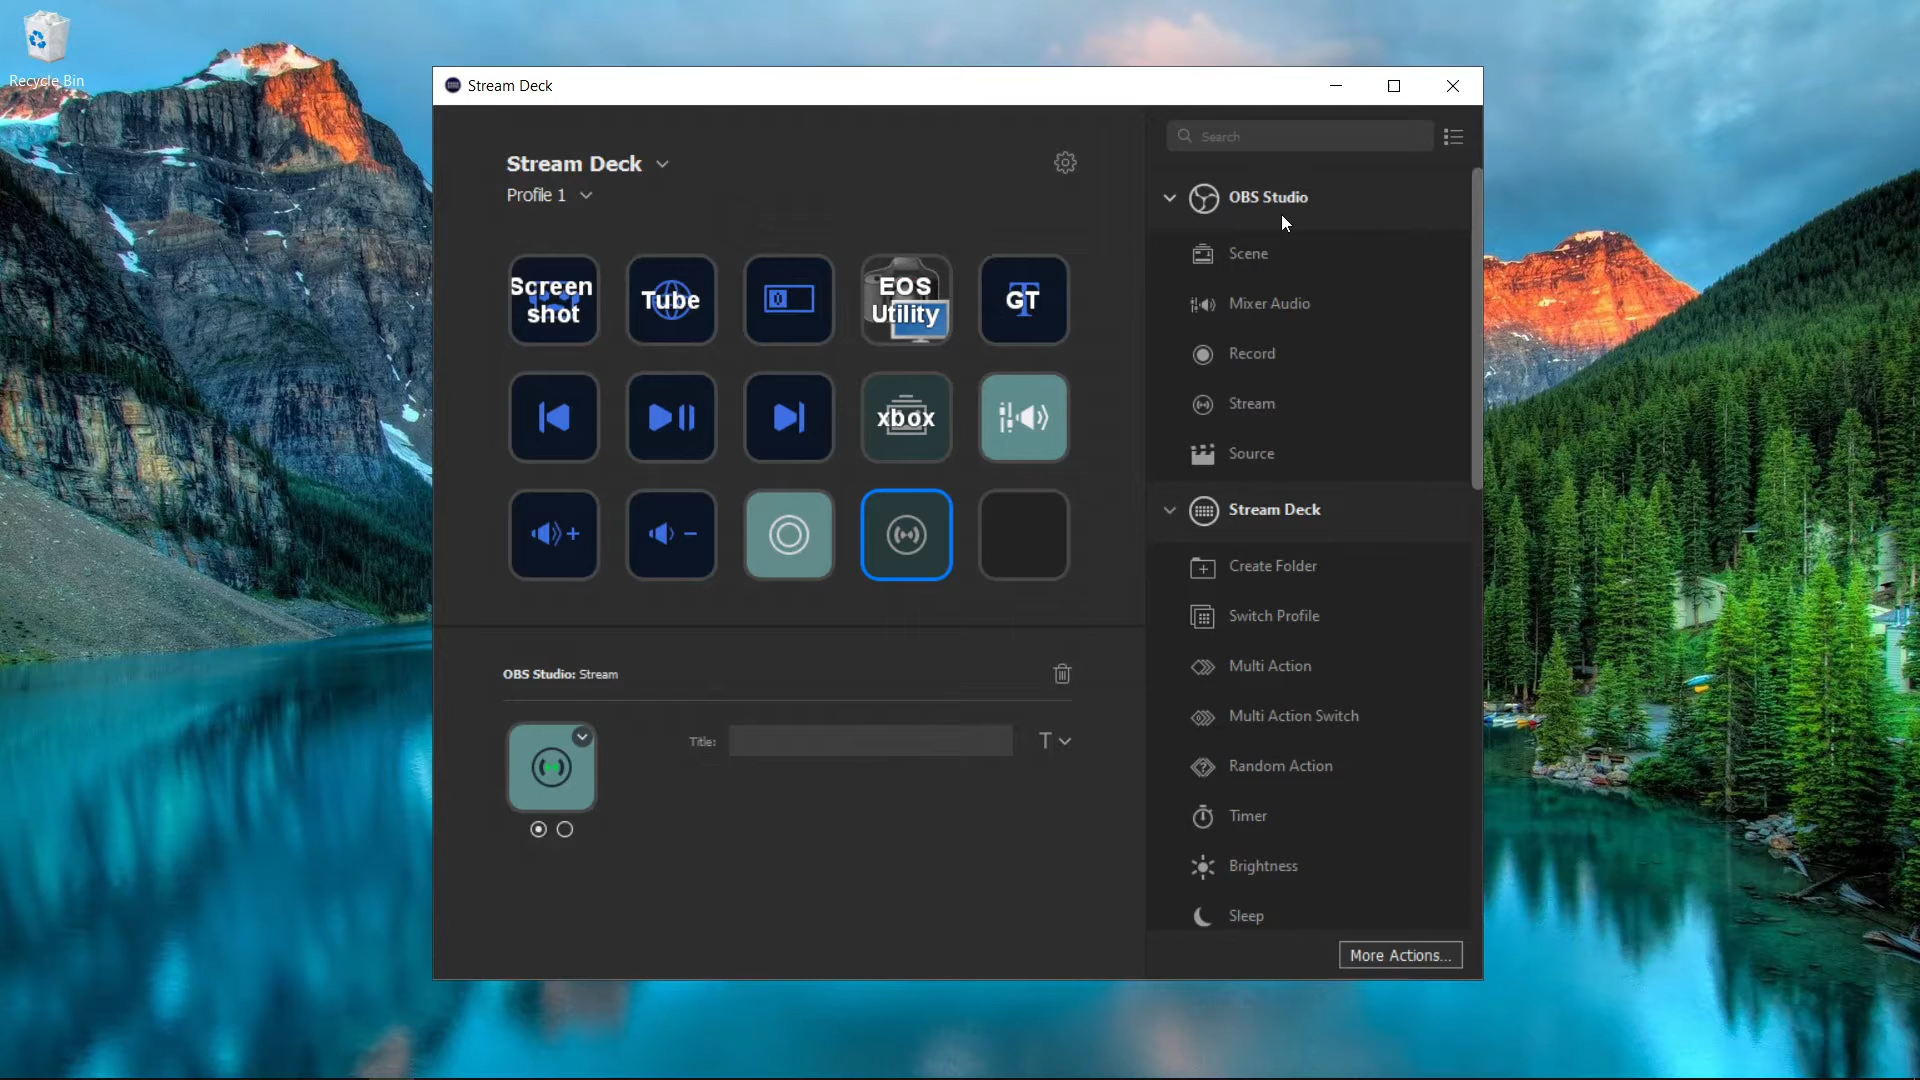 Recycle Bin
Stream Deck
Search
Stream Deck
Profile 1
Screen
shot
Tube
0
EOS
Utility
GT
xbox
OBS Studio
Scene
Mixer Audio
Record
Stream
Source
Stream Deck
Create Folder
Switch Profile
Multi Action
Multi Action Switch
Random Action
Timer
Brightness
Sleep
More Actions...
OBS Studio: Stream
Title:
T